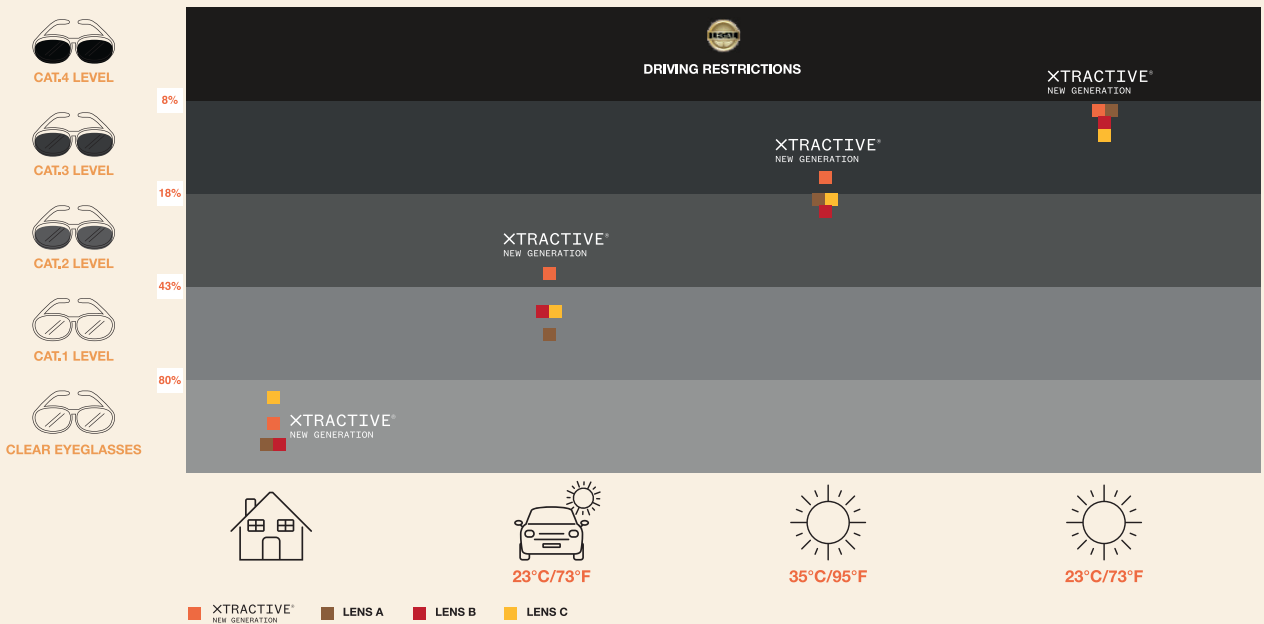 LEGAL
DRIVING RESTRICTIONS
CAT.4 LEVEL
XTRACTIVE®
NEW GENERATION
8%
XTRACTIVE®
NEW GENERATION
CAT.3 LEVEL
18%
XTRACTIVE®
NEW GENERATION
CAT.2 LEVEL
43%
CAT.1 LEVEL
80%
XTRACTIVE®
NEW GENERATION
CLEAR EYEGLASSES
23°C/73°F
35°C/95°F
23°C/73°F
XTRACTIVE®
NEW GENERATION
LENS A
LENS B
LENS C